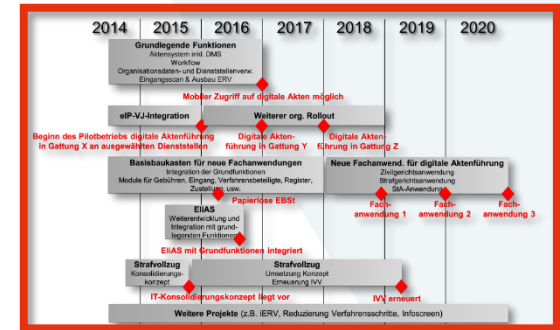 2014 2015 2016 2017 2018 2019 2020
Grundlegende Funktionen
Aktensystem inkl. DMS
Workflow
Organisationsdaten- und Dienststellenverw.
Eingangsscan & Ausbau ERV
Mobiler Zugriff auf digitale Akten möglich
eIP-VJ-Integration
Weiterer org. Rollout
Beginn des Pilotbetriebs digitale Aktenführung
in Gattung X an ausgewählten Dienststellen
Digitale Akten-
führung in Gattung Y
Digitale Akten-
führung in Gattung Z
Basisbaukasten für neue Fachanwendungen
Integration der Grundfunktionen
Module für Gebühren, Eingang, Verfahrensbeteiligte, Register,
Zustellung, usw.
Papierlose EBSt
Neue Fachanwend. für digitale Aktenführung
Zivilgerichtsanwendung
Strafgerichtsanwendung
StA-Anwendung
Fach-
anwendung 1
Fach-
anwendung 2
Fach-
anwendung 3
EliAS
Weiterentwicklung und
Integration mit grund-
legenden Funktionen
EliAS mit Grundfunktionen integriert
Strafvollzug
Konsolidierungs-
konzept
Strafvollzug
Umsetzung Konzept
Erneuerung IVV
IT-Konsolidierungskonzept liegt vor
IVV erneuert
Weitere Projekte (z.B. iERV, Reduzierung Verfahrensschritte, Infoscreen)